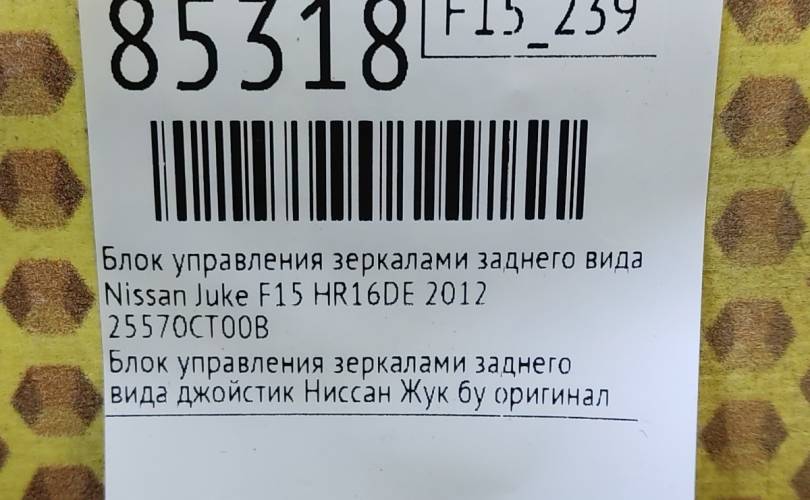 85318
F15_239
Блок управления зеркалами заднего вида
Nissan Juke F15 HR16DE 2012
25570CT00B
Блок управления зеркалами заднего
вида джойстик Ниссан Жук бу оригинал